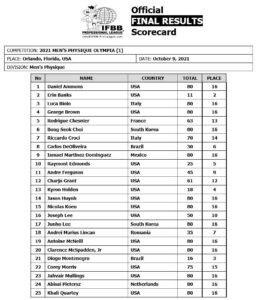 IFBB
PROFESSIONAL LEAGUE
Official
FINAL RESULTS
Scorecard
COMPETITION: 2021 MEN'S PHYSIQUE OLYMPIA (1)
PLACE: Orlando, Florida, USA DATE: October 9, 2021
DIVISION: Men's Physique
No NAME COUNTRY TOTAL PLACE
1 Daniel Ammons USA 80 16
2 Erin Banks USA 11 2
3 Luca Biolo Italy 80 16
4 George Brown USA 80 16
5 Rodrigue Chesnier France 63 13
6 Bong Seok Choi South Korea 80 16
7 Riccardo Croci Italy 70 14
8 Carlos DeOliveira Brazil 30 6
9 Ismael Martinez Dominguez Mexico 80 16
10 Raymont Edmonds USA 25 5
11 Andre Ferguson USA 45 9
12 Charjo Grant USA 61 12
13 Kyron Holden USA 18 4
14 Jason Huynh USA 80 16
15 Nicolas Koeu USA 80 16
16 Joseph Lee USA 50 10
17 Junho Lee South Korea 80 16
18 Andrei Marius Lincan Romania 35 7
19 Antoine McNeill USA 80 16
20 Clarence McSpadden, Jr USA 80 16
21 Diogo Montenegro Brazil 16 3
22 Corey Morris USA 75 15
23 Jahvair Mullings USA 80 16
24 Abisai Pietersz Netherlands 80 16
25 Khali Quartey USA 80 16